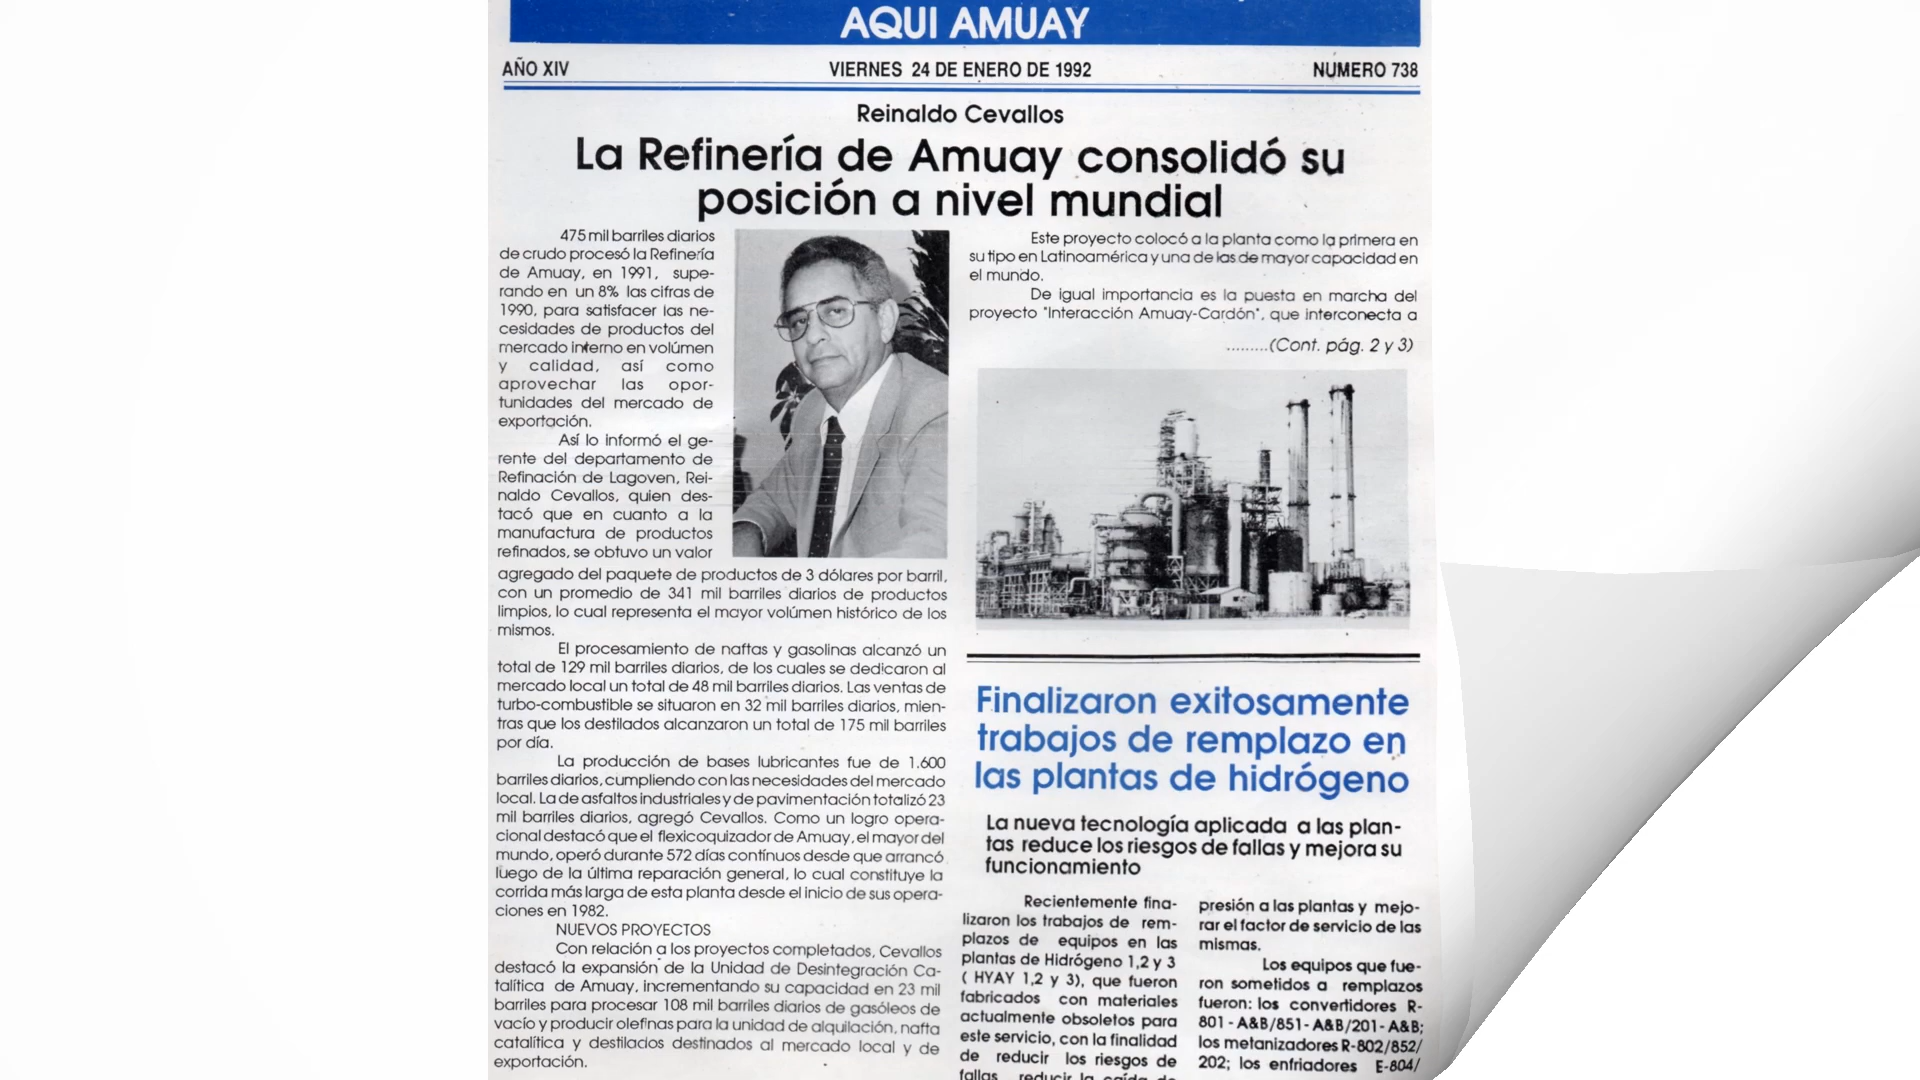 AQUI AMUAY
AÑO XIV
VIERNES 24 DE ENERO DE 1992
NUMERO 738
Reinaldo Cevallos
La Refinería de Amuay consolidó su
posición a nivel mundial
475 mil barriles diarios
de crudo procesó la Refinería
de Amuay, en 1991, supe-
rando en un 8% las cifras de
1990, para satisfacer las ne-
cesidades de productos del
mercado interno en volúmen
y calidad, así como
aprovechar las opor-
tunidades del mercado de
exportación.
Así lo informó el ge-
rente del departamento de
Refinación de Lagoven, Rei-
naldo Cevallos, quien des-
tacó que en cuanto a la
manufactura de productos
refinados, se obtuvo un valor
agregado del paquete de productos de 3 dólares por barril,
con un promedio de 341 mil barriles diarios de productos
limpios, lo cual representa el mayor volúmen histórico de los
mismos.
El procesamiento de naftas y gasolinas alcanzó un
total de 129 mil barriles diarios, de los cuales se dedicaron al
mercado local un total de 48 mil barriles diarios. Las ventas de
turbo-combustible se situaron en 32 mil barriles diarios, mien-
tras que los destilados alcanzaron un total de 175 mil barriles
por día.
La producción de bases lubricantes fue de 1.600
barriles diarios, cumpliendo con las necesidades del mercado
local. La de asfaltos industriales y de pavimentación totalizó 23
mil barriles diarios, agregó Cevallos. Como un logro opera-
cional destacó que el flexicoquizador de Amuay, el mayor del
mundo, operó durante 572 días contínuos desde que arrancó
luego de la última reparación general, lo cual constituye la
corrida más larga de esta planta desde el inicio de sus opera-
ciones en 1982.
NUEVOS PROYECTOS
Con relación a los proyectos completados, Cevallos
destacó la expansión de la Unidad de Desintegración Ca-
talítica de Amuay, incrementando su capacidad en 23 mil
barriles para procesar 108 mil barriles diarios de gasóleos de
vacío y producir olefinas para la unidad de alquilación, nafta
catalítica y destilados destinados al mercado local y de
exportación.
Este proyecto colocó a la planta como la primera en
su tipo en Latinoamérica y una de las de mayor capacidad en
el mundo.
De igual importancia es la puesta en marcha del
proyecto "Interacción Amuay-Cardón", que interconecta a
.........(Cont. pág. 2 y 3)
Finalizaron exitosamente
trabajos de remplazo en
las plantas de hidrógeno
La nueva tecnología aplicada a las plan-
tas reduce los riesgos de fallas y mejora su
funcionamiento
Recientemente fina-
lizaron los trabajos de rem-
plazos de equipos en las
plantas de Hidrógeno 1,2 y 3
( HYAY 1,2 y 3), que fueron
fabricados con materiales
actualmente obsoletos para
este servicio, con la finalidad
de reducir los riesgos de
fallas, reducir la caída de
presión a las plantas y mejo-
rar el factor de servicio de las
mismas.
Los equipos que fue-
ron sometidos a remplazos
fueron: los convertidores R-
801 - A&B/851- A&B/201- A&B;
los metanizadores R-802/852/
202; los enfriadores E-804/